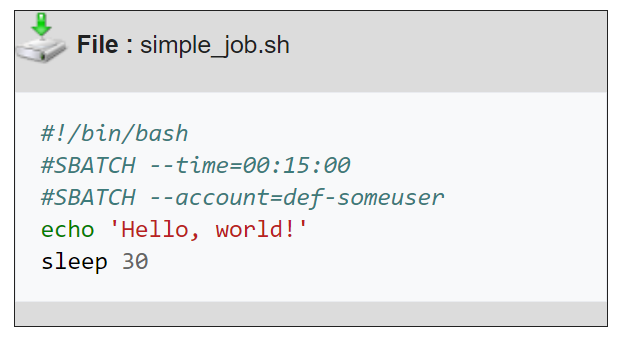 File : simple_job.sh
#!/bin/bash
#SBATCH --time=00:15:00
#SBATCH --account=def-someuser
echo 'Hello, world!'
sleep 30